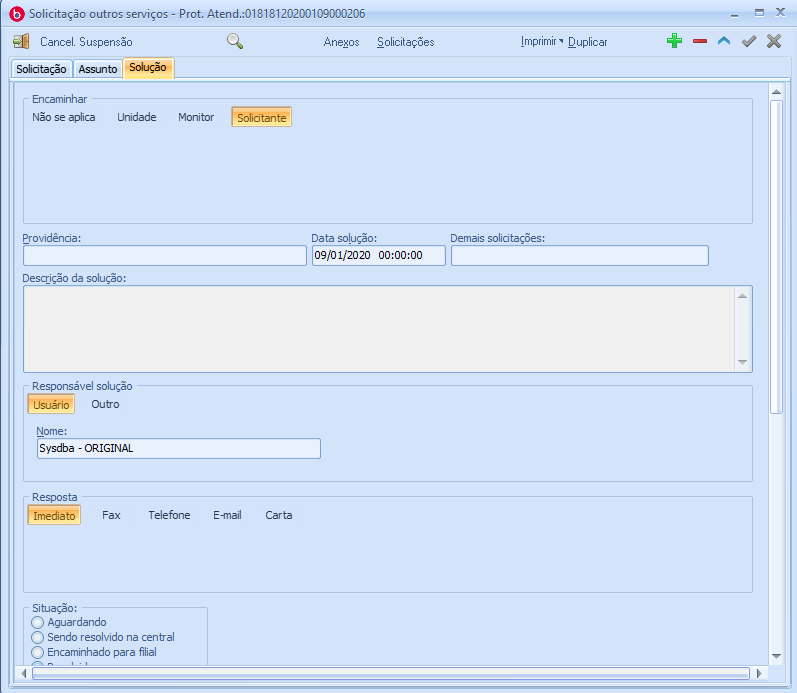 Solicitação outros serviços - Prot. Atend.:01818120200109000206
Cancel. Suspensão Anexos Solicitações Imprimir Duplicar
Solicitação Assunto Solução
Encaminhar
Não se aplica Unidade Monitor Solicitante
Providência: Data solução: Demais solicitações:
09/01/2020 00:00:00
Descrição da solução:
Responsável solução
Usuário Outro
Nome:
Sysdba - ORIGINAL
Resposta
Imediato Fax Telefone E-mail Carta
Situação:
Aguardando
Sendo resolvido na central
Encaminhado para filial